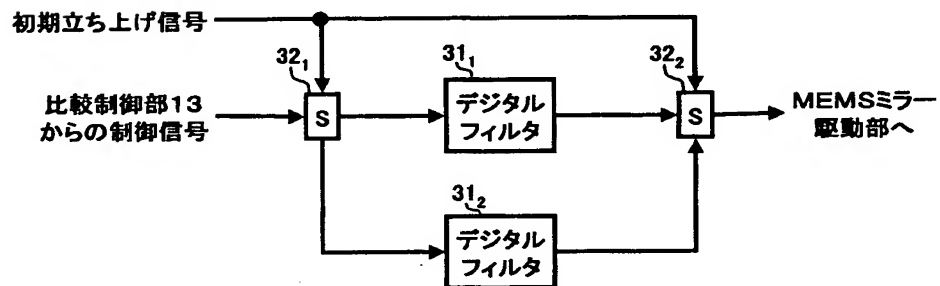 初期立ち上げ信号
32₁
31₁
32₂
比較制御部13
からの制御信号
S
デジタル
フィルタ
S
MEMSミラー
駆動部へ
31₂
デジタル
フィルタ